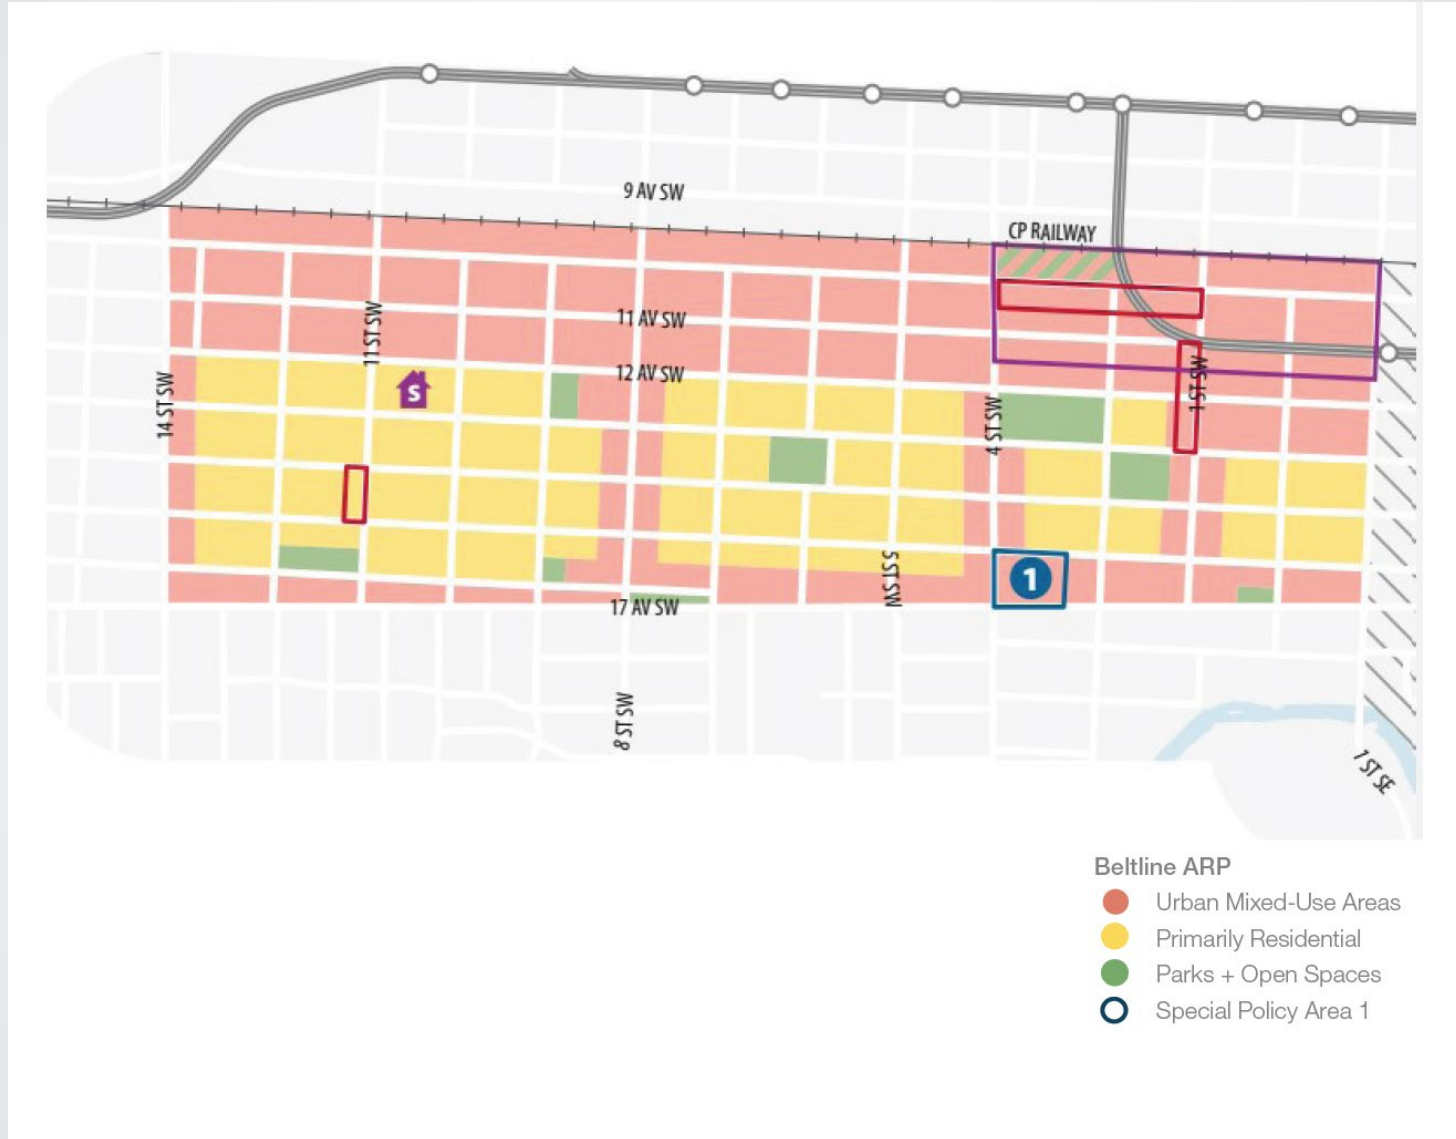 9 AV SW
CP RAILWAY
11 AV SW
11 ST SW
12 AV SW
1 ST SW
14 ST SW
S
4 ST SW
5 ST SW
1
17 AV SW
8 ST SW
1 ST SE
Beltline ARP
Urban Mixed-Use Areas
Primarily Residential
Parks + Open Spaces
Special Policy Area 1